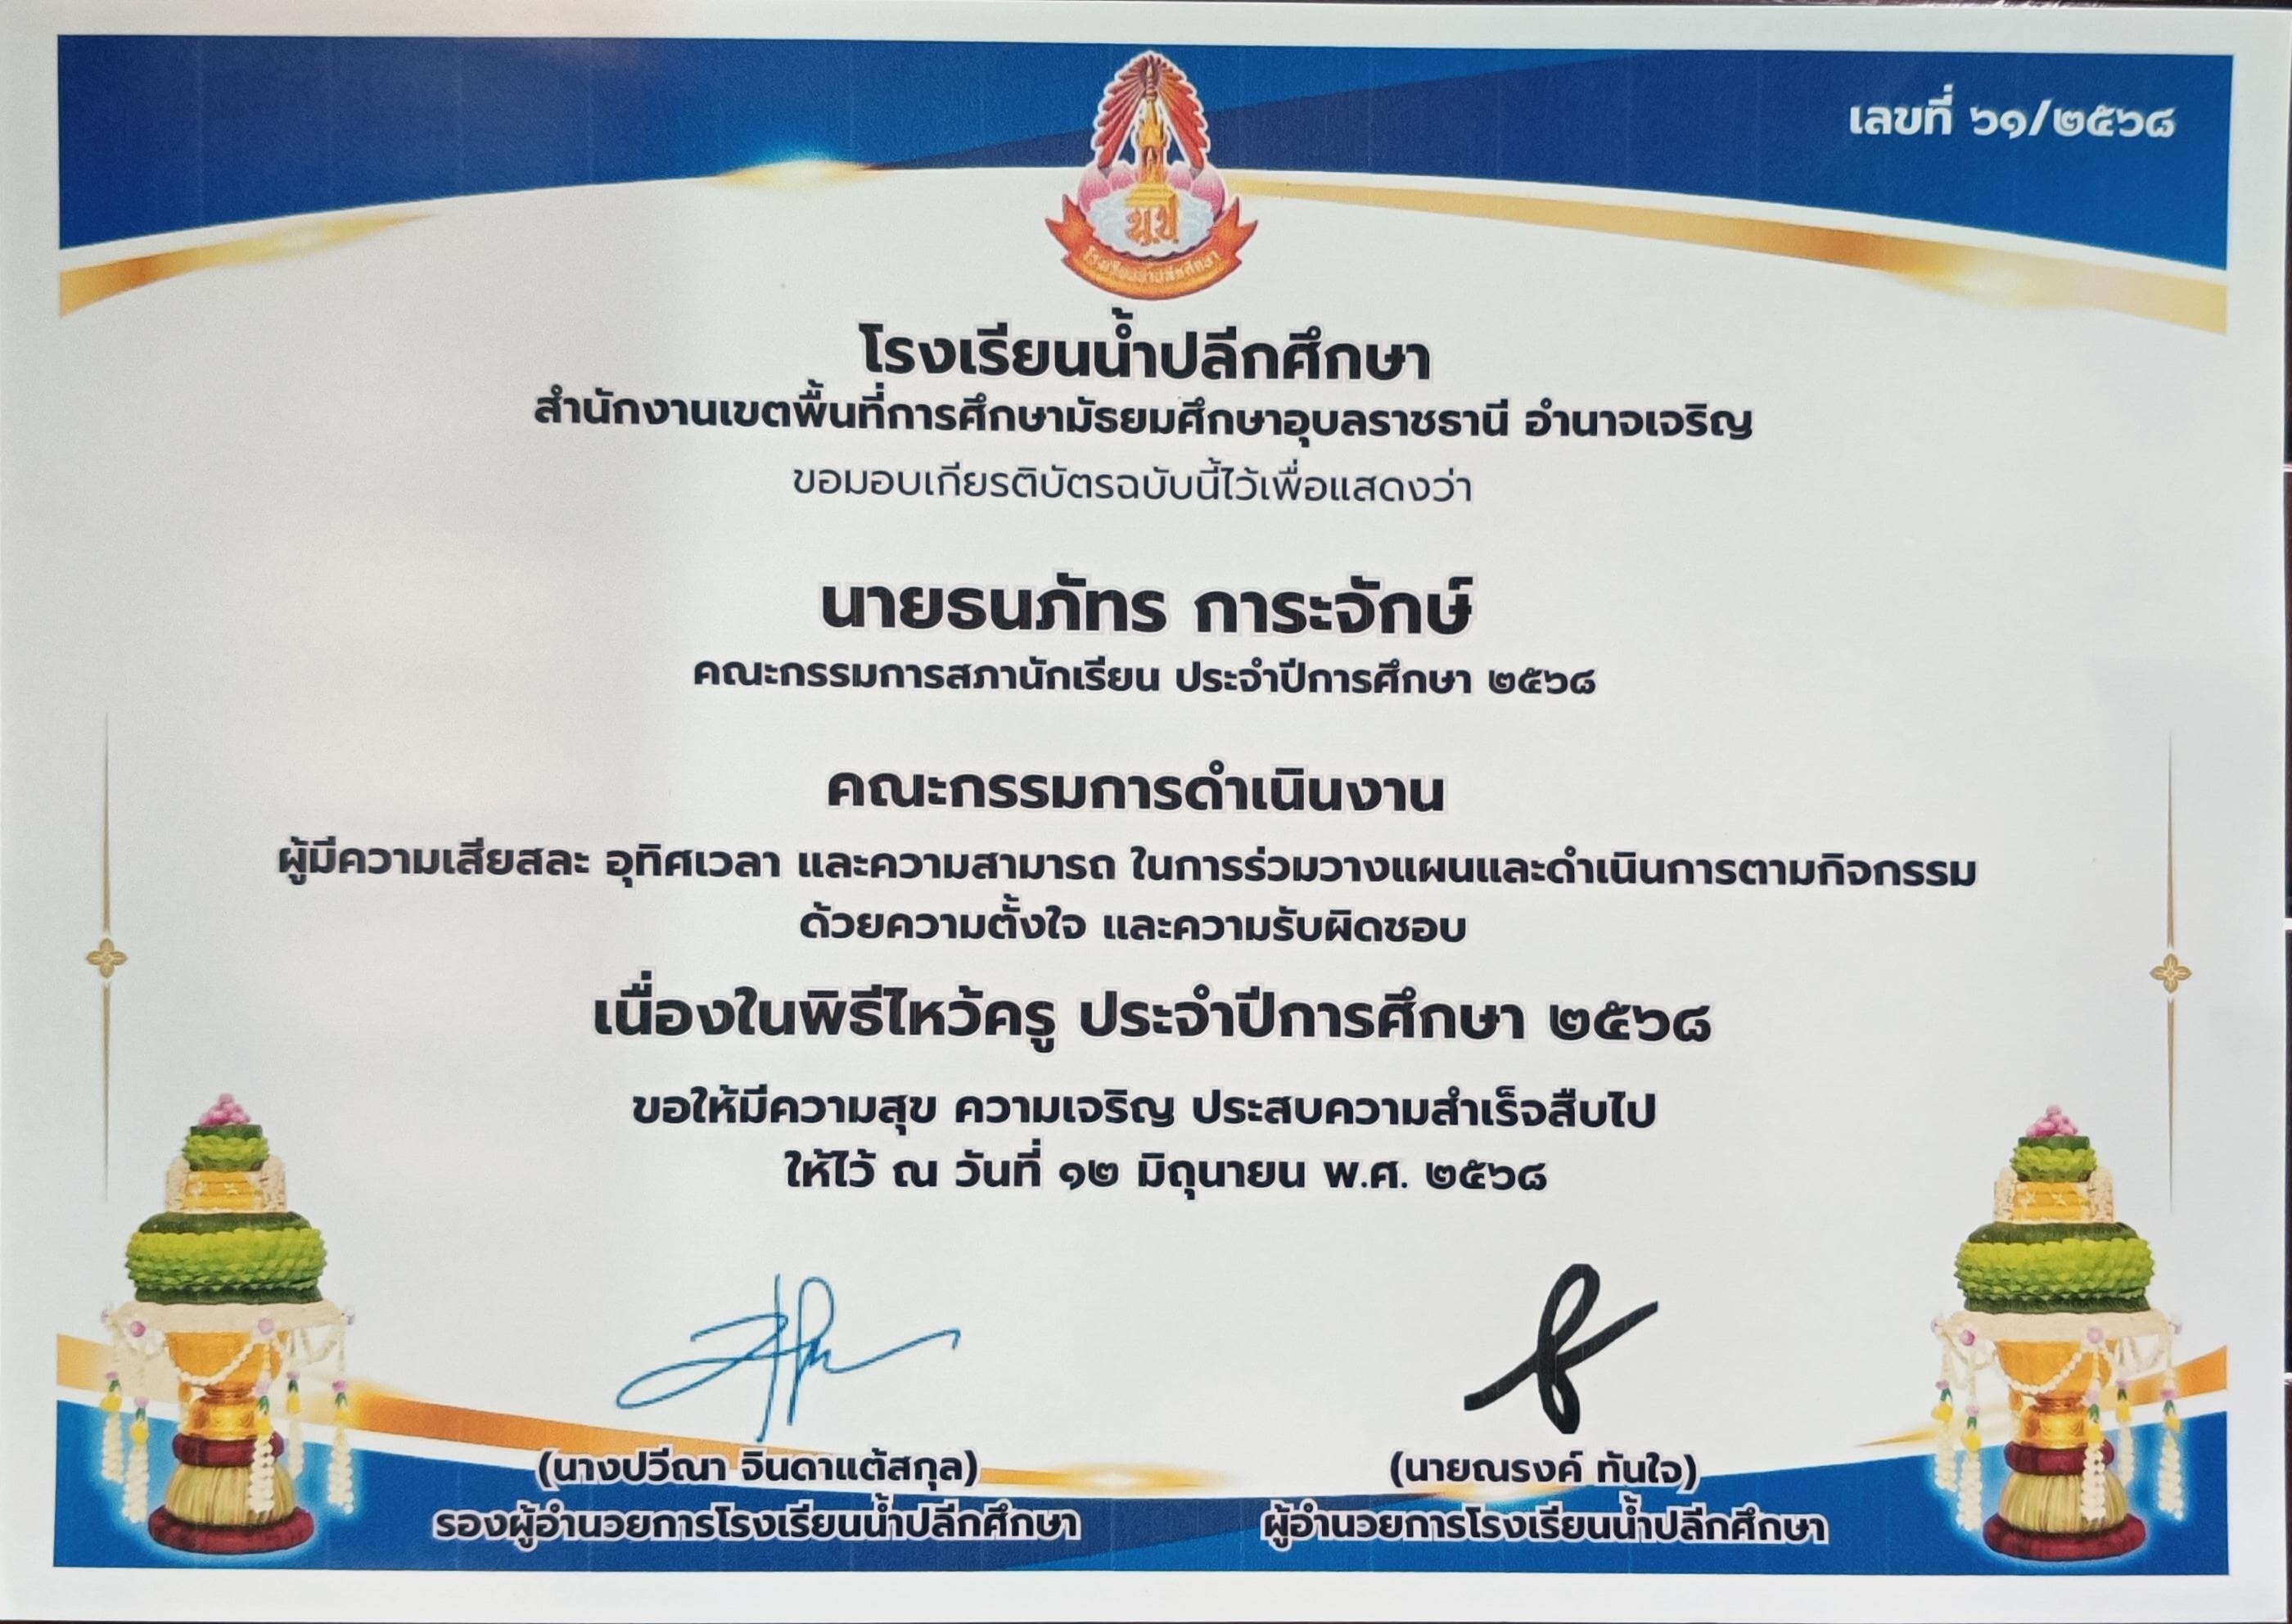 เลขที่ ๖๑/๒๕๖๘
น.ป.
โรงเรียนน้ำปลีกศึกษา
โรงเรียนน้ำปลีกศึกษา
สำนักงานเขตพื้นที่การศึกษามัธยมศึกษาอุบลราชธานี อำนาจเจริญ
ขอมอบเกียรติบัตรฉบับนี้ไว้เพื่อแสดงว่า
นายธนภัทร การะจักษ์
คณะกรรมการสภานักเรียน ประจำปีการศึกษา ๒๕๖๘
คณะกรรมการดำเนินงาน
ผู้มีความเสียสละ อุทิศเวลา และความสามารถ ในการร่วมวางแผนและดำเนินการตามกิจกรรม
ด้วยความตั้งใจ และความรับผิดชอบ
เนื่องในพิธีไหว้ครู ประจำปีการศึกษา ๒๕๖๘
ขอให้มีความสุข ความเจริญ ประสบความสำเร็จสืบไป
ให้ไว้ ณ วันที่ ๑๒ มิถุนายน พ.ศ. ๒๕๖๘
(นางปวีณา จินดาแต้สกุล)
รองผู้อำนวยการโรงเรียนน้ำปลีกศึกษา
(นายณรงค์ ทันใจ)
ผู้อำนวยการโรงเรียนน้ำปลีกศึกษา